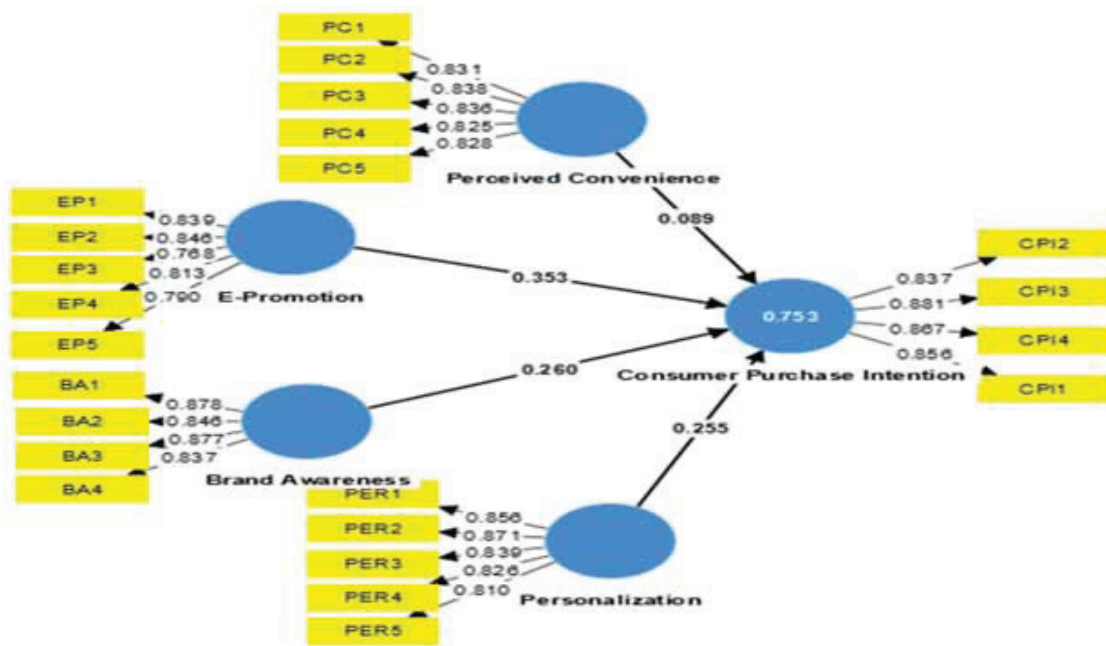 PC1
PC2
PC3
PC4
PC5
0.831
0.838
0.836
0.825
0.828
Perceived Convenience
0.089
EP1
EP2
EP3
EP4
EP5
0.839
0.846
0.768
0.813
0.790
E-Promotion
0.353
BA1
BA2
BA3
BA4
0.878
0.846
0.877
0.837
Brand Awareness
0.260
PER1
PER2
PER3
PER4
PER5
0.856
0.871
0.839
0.826
0.810
Personalization
0.255
0.753
Consumer Purchase Intention
0.837
0.881
0.867
0.856
CPI2
CPI3
CPI4
CPI1